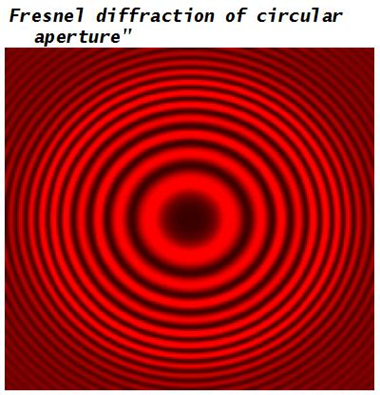 Fresnel diffraction of circular
aperture"